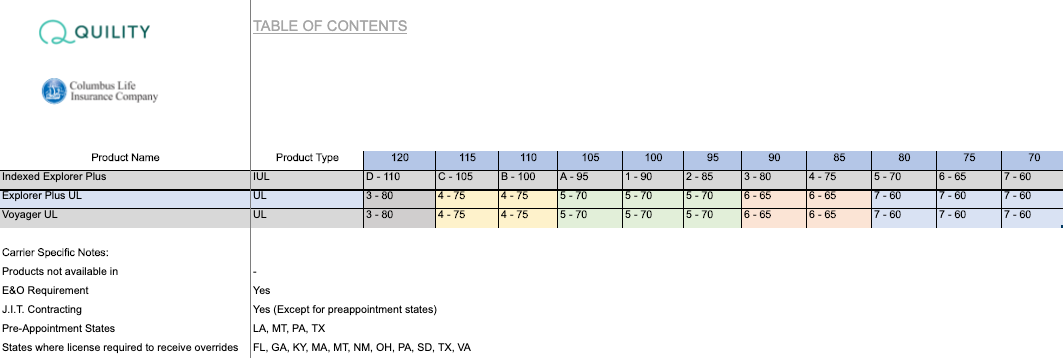 QUILITY
TABLE OF CONTENTS
Columbus Life
Insurance Company
Product Name Product Type 120 115 110 105 100 95 90 85 80 75 70
Indexed Explorer Plus IUL D - 110 C - 105 B - 100 A - 95 1 - 90 2 - 85 3 - 80 4 - 75 5 - 70 6 - 65 7 - 60
Explorer Plus UL UL 3 - 80 4 - 75 4 - 75 5 - 70 5 - 70 5 - 70 6 - 65 6 - 65 7 - 60 7 - 60 7 - 60
Voyager UL UL 3 - 80 4 - 75 4 - 75 5 - 70 5 - 70 5 - 70 6 - 65 6 - 65 7 - 60 7 - 60 7 - 60
Carrier Specific Notes:
Products not available in -
E&O Requirement Yes
J.I.T. Contracting Yes (Except for preappointment states)
Pre-Appointment States LA, MT, PA, TX
States where license required to receive overrides FL, GA, KY, MA, MT, NM, OH, PA, SD, TX, VA